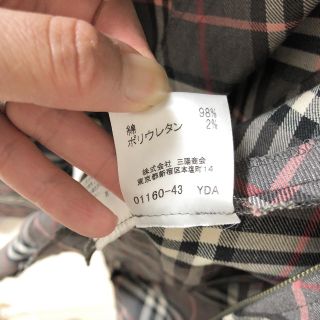 綿 98%
ポリウレタン 2%
株式会社 三陽商会
東京都新宿区本塩町14
01160-43 YDA